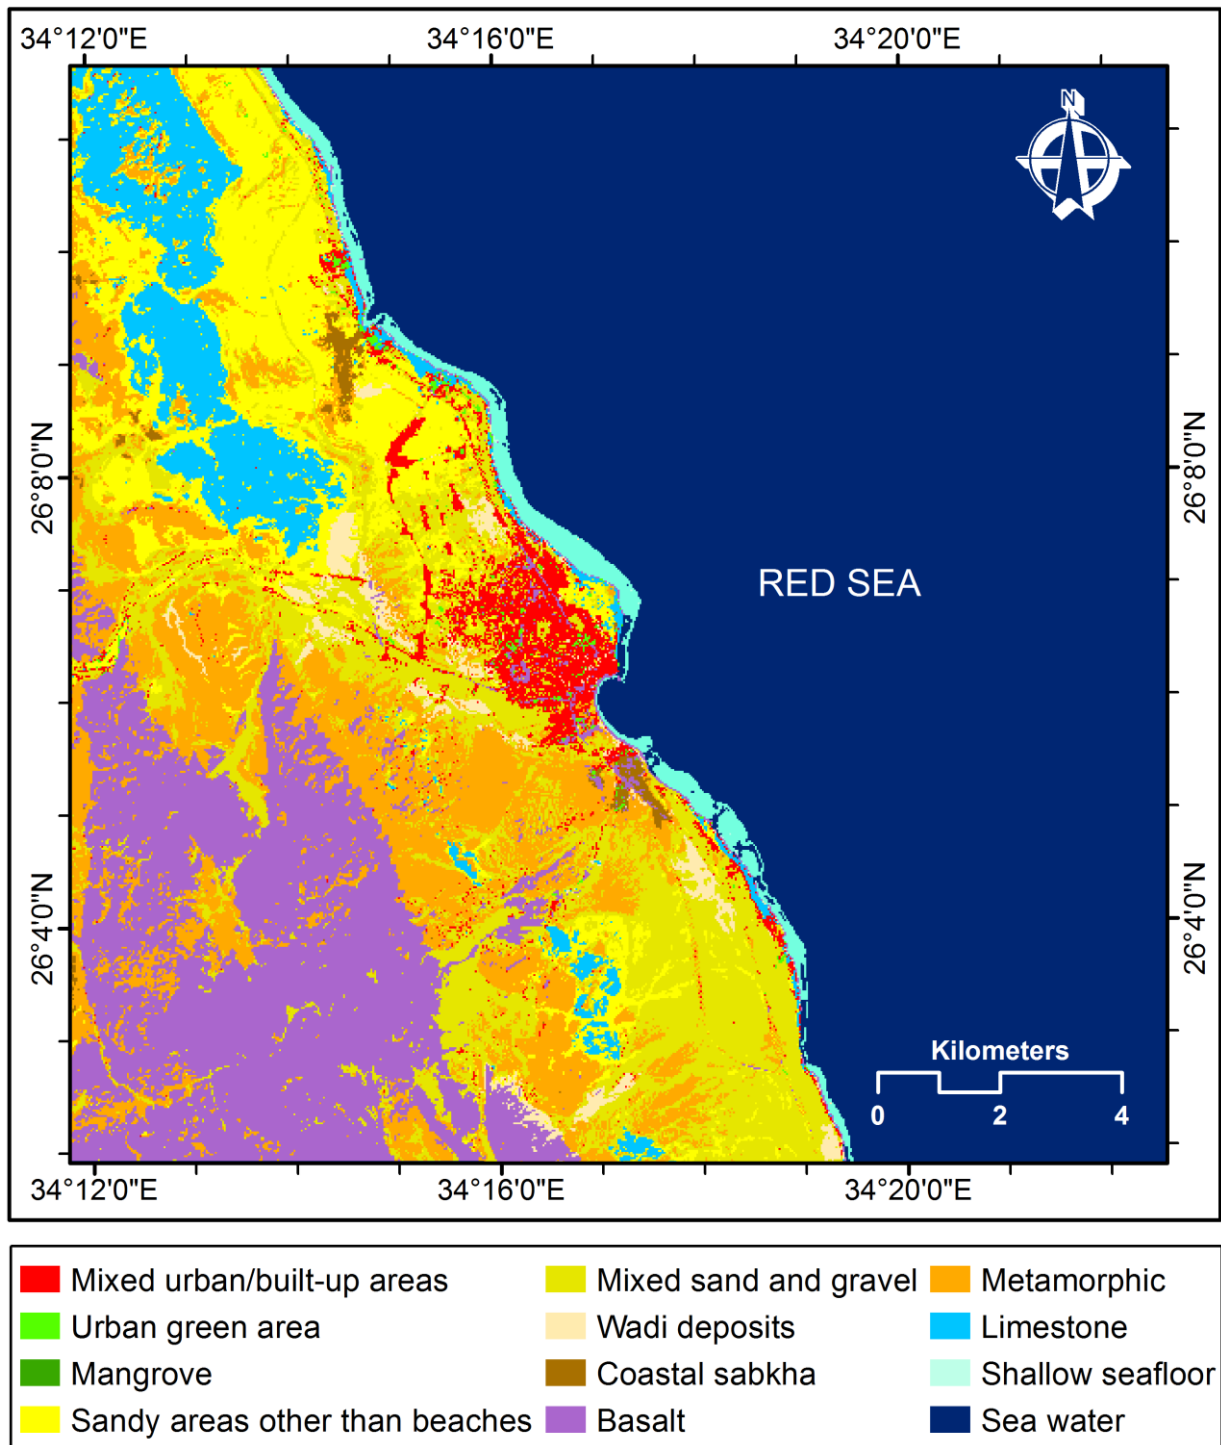 34°12'0"E 34°16'0"E 34°20'0"E
N
26°8'0"N 26°8'0"N
RED SEA
26°4'0"N 26°4'0"N
Kilometers
0 2 4
34°12'0"E 34°16'0"E 34°20'0"E
Mixed urban/built-up areas Mixed sand and gravel Metamorphic
Urban green area Wadi deposits Limestone
Mangrove Coastal sabkha Shallow seafloor
Sandy areas other than beaches Basalt Sea water